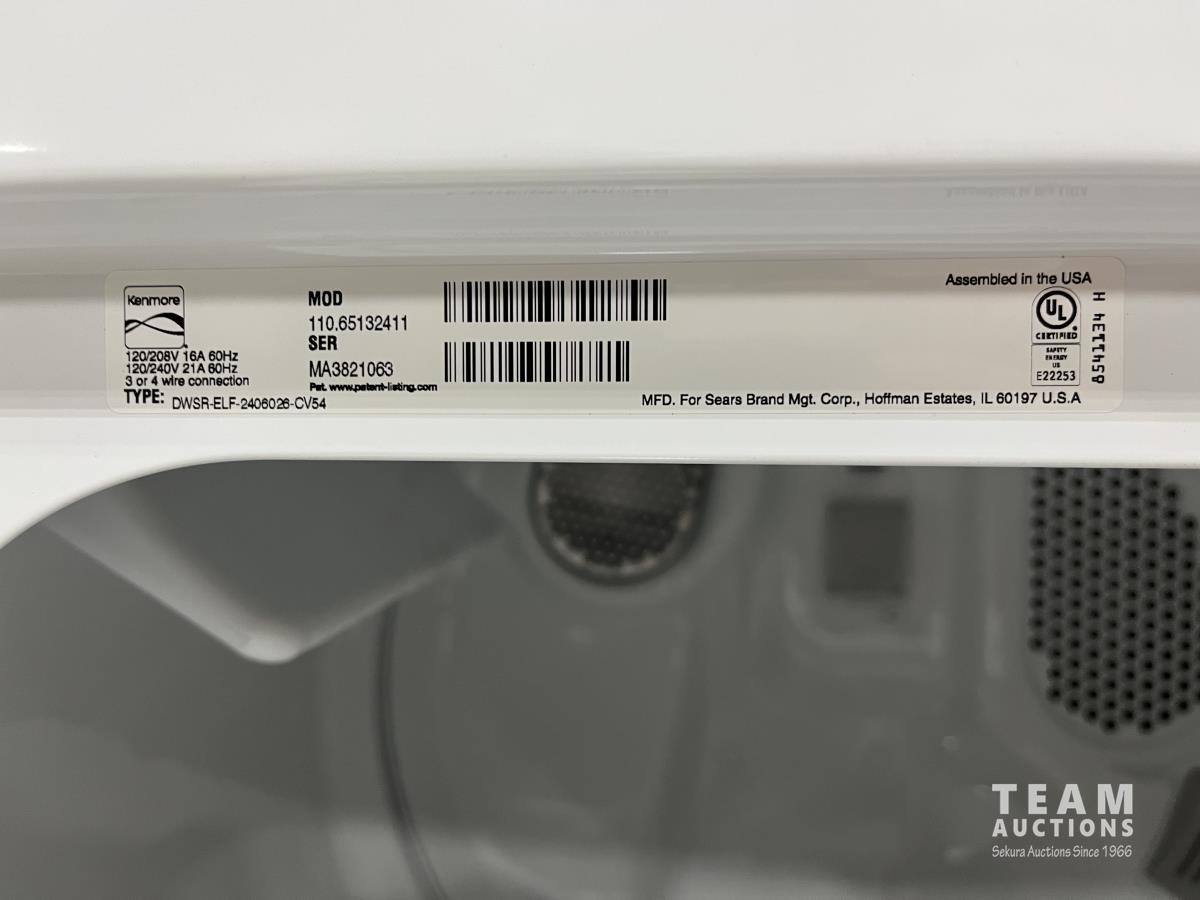 Kenmore
120/208V 16A 60Hz
120/240V 21A 60Hz
3 or 4 wire connection
TYPE: DWSR-ELF-2406026-CV54
MOD
110.65132411
SER
MA3821063
Pat. www.patent-listing.com
Assembled in the USA
UL
CERTIFIED
SAFETY
ENERGY
US
E22253
8541134 H
MFD. For Sears Brand Mgt. Corp., Hoffman Estates, IL 60197 U.S.A
TEAM
AUCTIONS
Sekura Auctions Since 1966